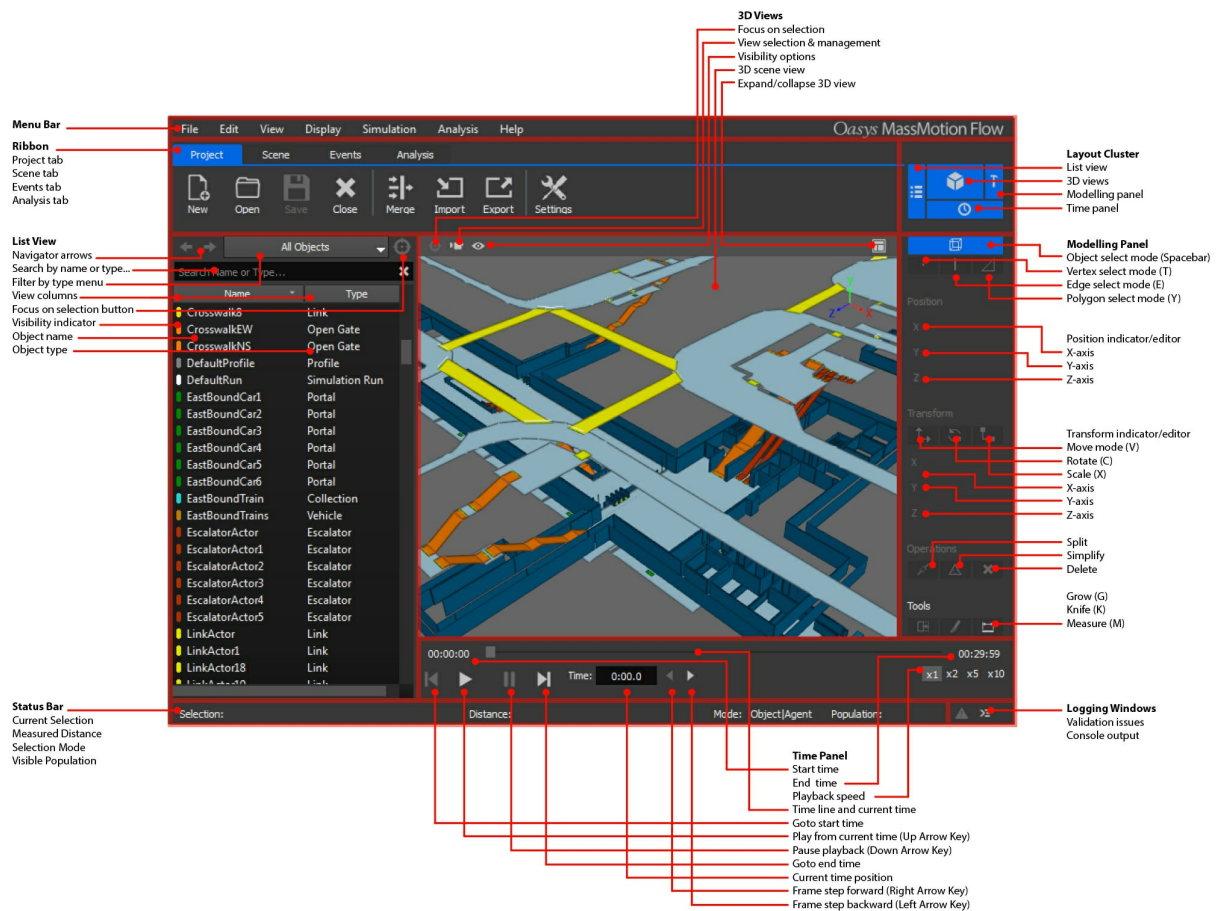 3D Views
Focus on selection
View selection & management
Visibility options
3D scene view
Expand/collapse 3D view
Menu Bar
Ribbon
Project tab
Scene tab
Events tab
Analysis tab
List View
Navigator arrows
Search by name or type...
Filter by type menu
View columns
Focus on selection button
Visibility indicator
Object name
Object type
Status Bar
Current Selection
Measured Distance
Selection Mode
Visible Population
File Edit View Display Simulation Analysis Help
Oasys MassMotion Flow
Project Scene Events Analysis
New Open Save Close Merge Import Export Settings
All Objects
Search Name or Type...
Name Type
Crosswalk8 Link
CrosswalkEW Open Gate
CrosswalkNS Open Gate
DefaultProfile Profile
DefaultRun Simulation Run
EastBoundCar1 Portal
EastBoundCar2 Portal
EastBoundCar3 Portal
EastBoundCar4 Portal
EastBoundCar5 Portal
EastBoundCar6 Portal
EastBoundTrain Collection
EastBoundTrains Vehicle
EscalatorActor Escalator
EscalatorActor1 Escalator
EscalatorActor2 Escalator
EscalatorActor3 Escalator
EscalatorActor4 Escalator
EscalatorActor5 Escalator
LinkActor Link
LinkActor1 Link
LinkActor18 Link
LinkActor19 Link
Y
Z X
Position
X
Y
Z
Transform
X
Y
Z
Operations
Tools
00:00:00 00:29:59
Time: 0:00.0
x1 x2 x5 x10
Selection: Distance: Mode: Object|Agent Population:
Layout Cluster
List view
3D views
Modelling panel
Time panel
Modelling Panel
Object select mode (Spacebar)
Vertex select mode (T)
Edge select mode (E)
Polygon select mode (Y)
Position indicator/editor
X-axis
Y-axis
Z-axis
Transform indicator/editor
Move mode (V)
Rotate (C)
Scale (X)
X-axis
Y-axis
Z-axis
Split
Simplify
Delete
Grow (G)
Knife (K)
Measure (M)
Logging Windows
Validation issues
Console output
Time Panel
Start time
End time
Playback speed
Time line and current time
Goto start time
Play from current time (Up Arrow Key)
Pause playback (Down Arrow Key)
Goto end time
Current time position
Frame step forward (Right Arrow Key)
Frame step backward (Left Arrow Key)